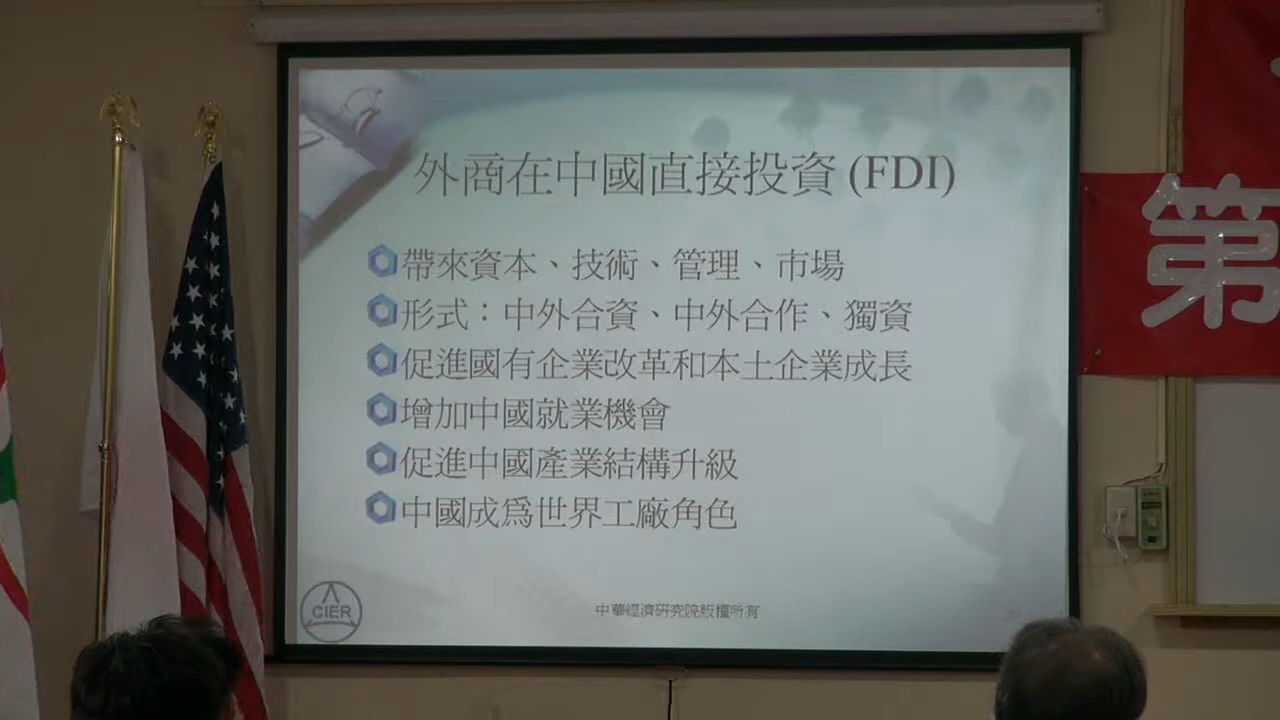 外商在中國直接投資 (FDI)
帶來資本、技術、管理、市場
形式：中外合資、中外合作、獨資
促進國有企業改革和本土企業成長
增加中國就業機會
促進中國產業結構升級
中國成爲世界工廠角色
CIER
中華經濟研究院版權所有
第